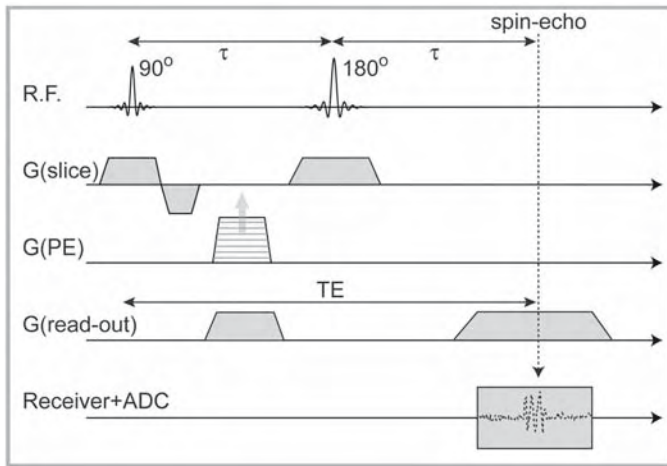 spin-echo
τ τ
90° 180°
R.F.
G(slice)
G(PE)
TE
G(read-out)
Receiver+ADC